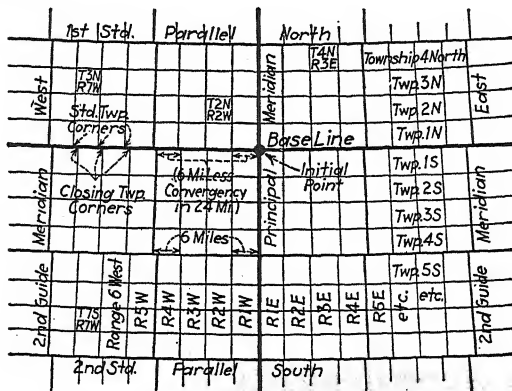 1st Std. Parallel North
T4N
R3E
Township 4 North
T3N
R7W
Twp. 3N
T2N
R2W
Twp. 2N
Std. Twp.
Corners
Twp. 1N
West
Meridian
East
Base Line
Initial
Point
Closing Twp.
Corners
(6 Mi Less
Convergency
in 24 Mi.)
Twp. 1S
Twp. 2S
Twp. 3S
Twp. 4S
6 Miles
Meridian
Principal
Meridian
Twp. 5S
etc.
etc.
2nd Guide
T7S
R7W
Range 6 West
R5W
R4W
R3W
R2W
R1W
R1E
R2E
R3E
R4E
R5E
2nd Guide
2nd Std. Parallel South